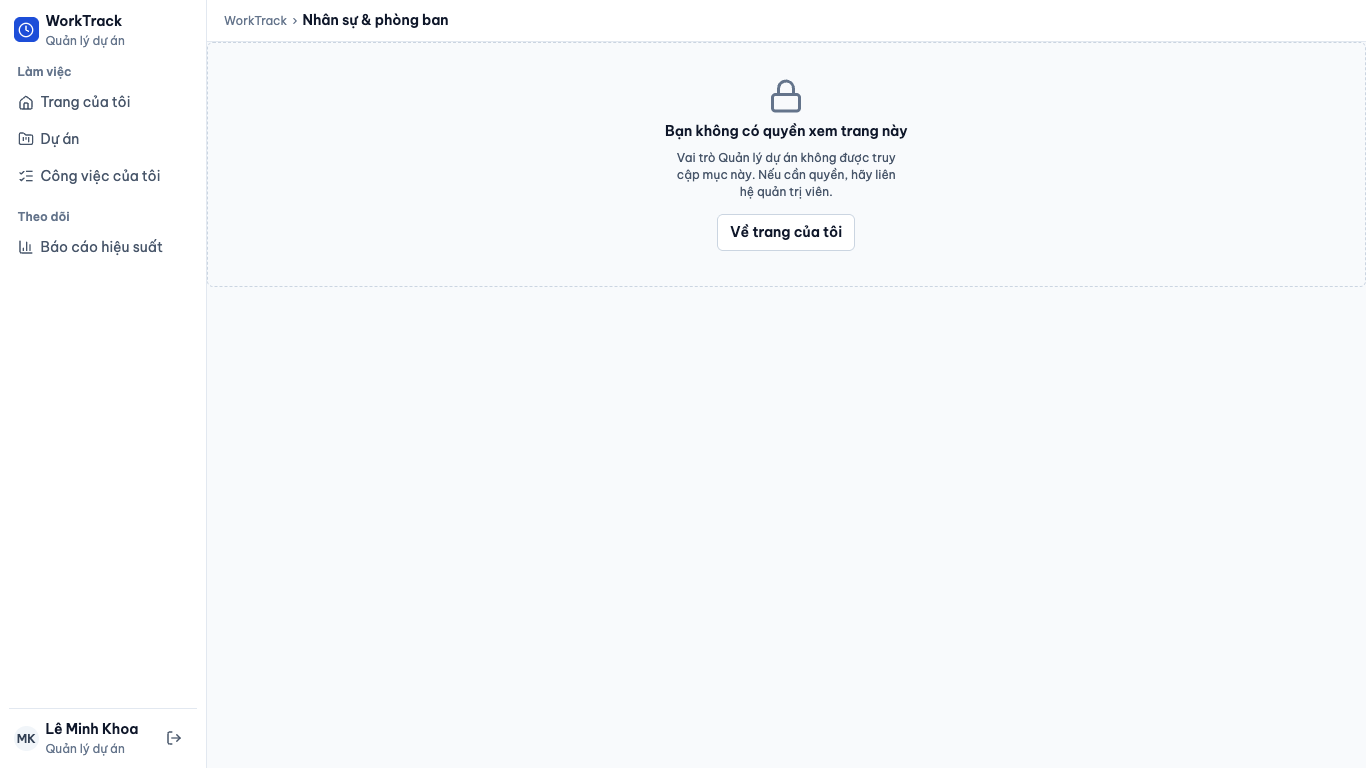 WorkTrack
Quản lý dự án
Làm việc
Trang của tôi
Dự án
Công việc của tôi
Theo dõi
Báo cáo hiệu suất
MK
Lê Minh Khoa
Quản lý dự án
WorkTrack › Nhân sự & phòng ban
Bạn không có quyền xem trang này
Vai trò Quản lý dự án không được truy
cập mục này. Nếu cần quyền, hãy liên
hệ quản trị viên.
Về trang của tôi